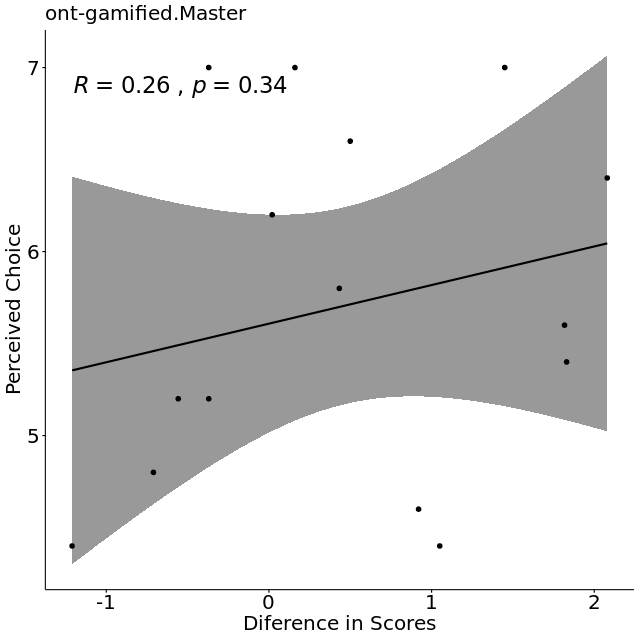 ont-gamified.Master
R = 0.26 , p = 0.34
7
6
5
Perceived Choice
-1 0 1 2
Diference in Scores